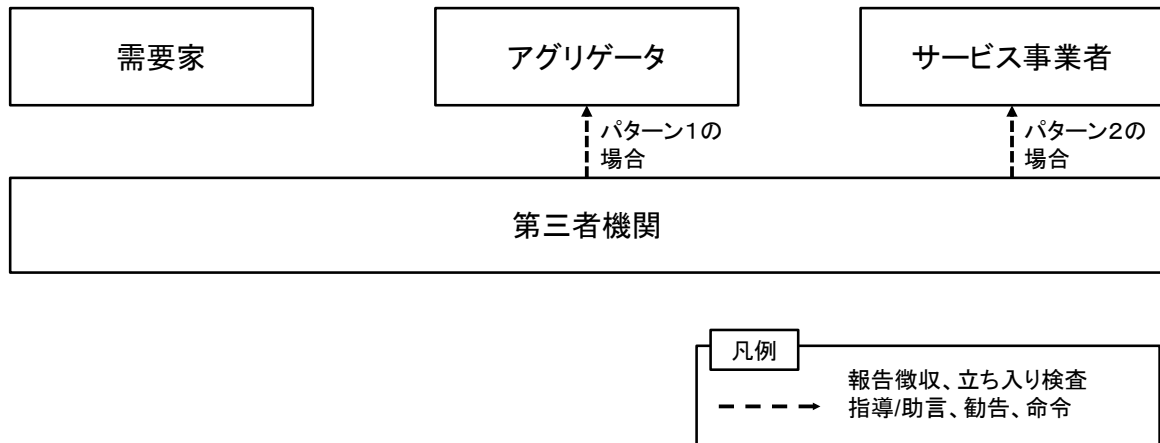 需要家
アグリゲータ
サービス事業者
パターン1の
場合
パターン2の
場合
第三者機関
凡例
報告徴収、立ち入り検査
指導/助言、勧告、命令